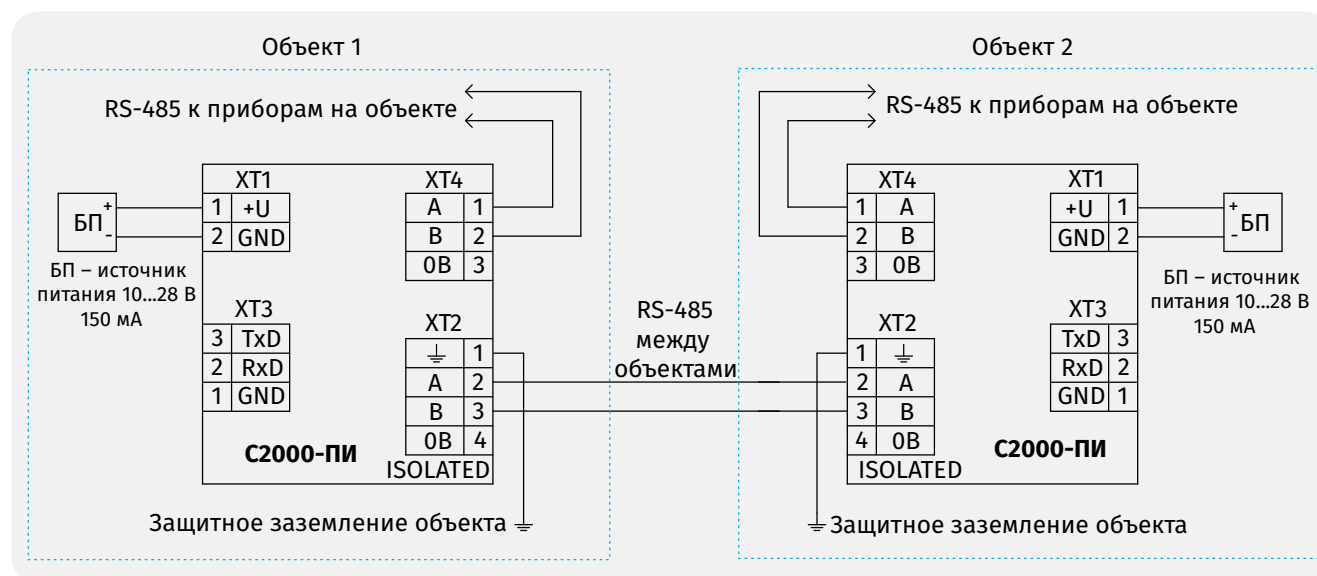 Объект 1
Объект 2
RS-485 к приборам на объекте
RS-485 к приборам на объекте
XT1
XT4
1 +U
A 1
2 GND
B 2
0B 3
БП
+
-
БП – источник
питания 10...28 В
150 мА
XT3
3 TxD
2 RxD
1 GND
XT2
1
A 2
B 3
0B 4
С2000-ПИ
ISOLATED
Защитное заземление объекта
RS-485
между
объектами
XT4
XT1
1 A
+U 1
2 B
GND 2
3 0B
+
-
БП
БП – источник
питания 10...28 В
150 мА
XT2
XT3
1
TxD 3
2 A
RxD 2
3 B
GND 1
4 0B
С2000-ПИ
ISOLATED
Защитное заземление объекта